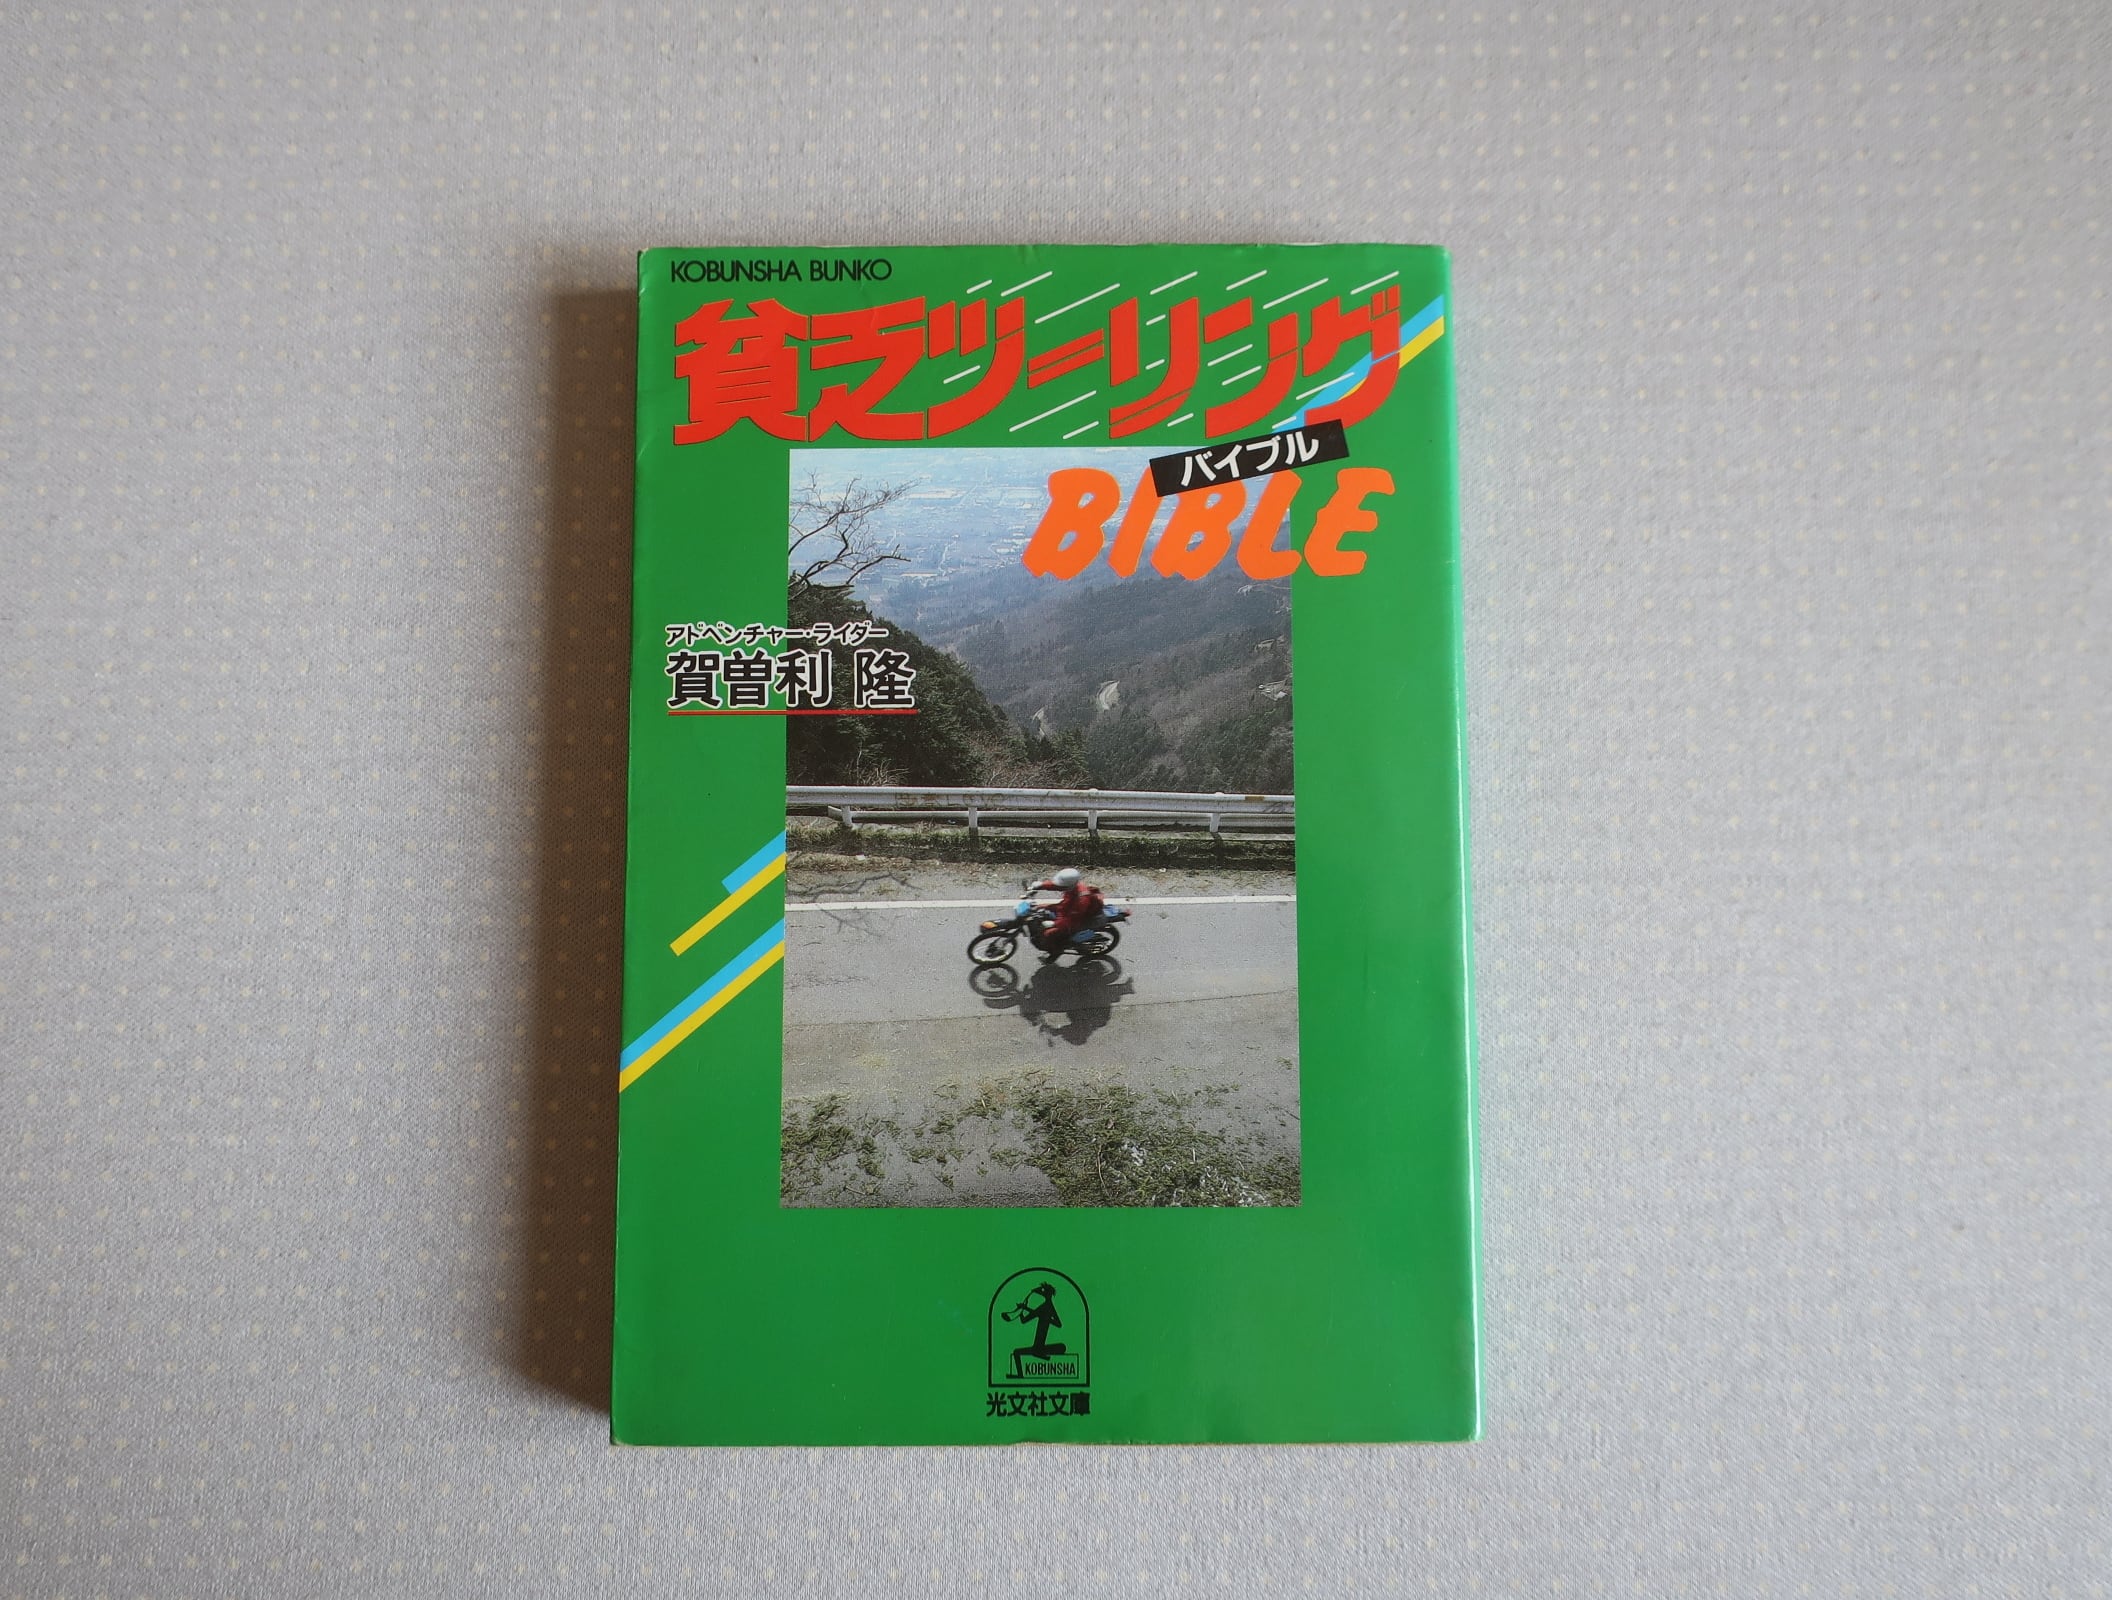 KOBUNSHA BUNKO
貧乏ツーリング
バイブル
BIBLE
アドベンチャー・ライダー
賀曽利 隆
KOBUNSHA
光文社文庫